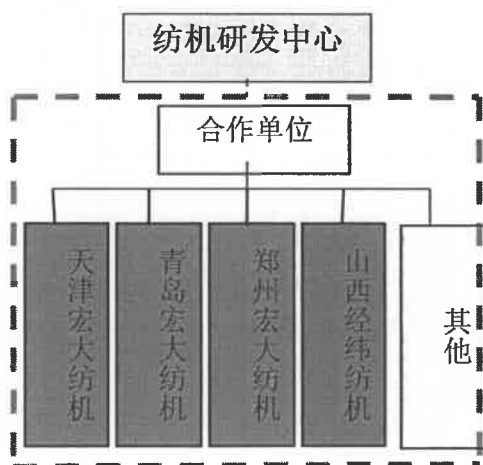 纺机研发中心
合作单位
天津宏大纺机
青岛宏大纺机
郑州宏大纺机
山西经纬纺机
其他